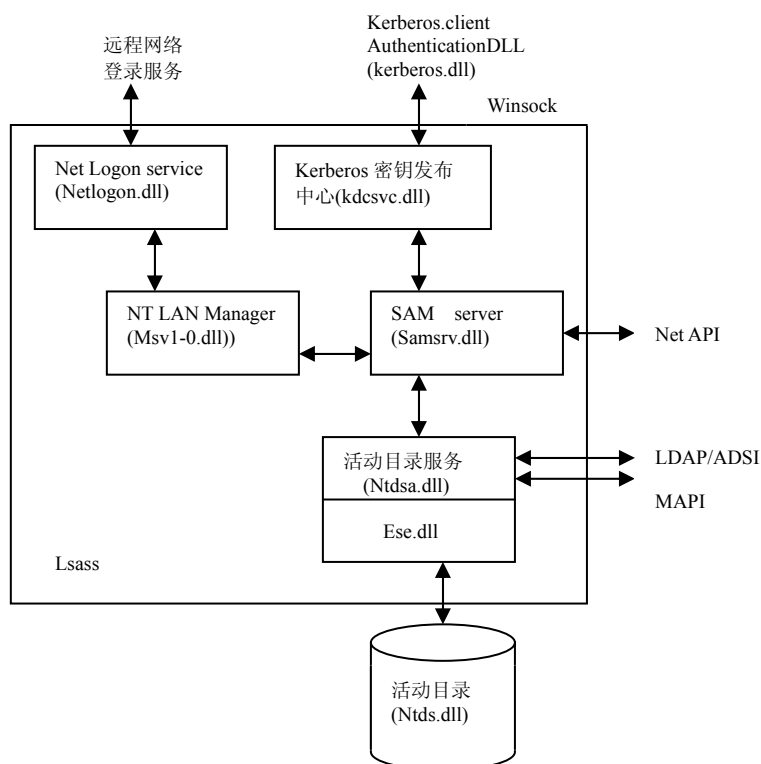 远程网络
登录服务
Kerberos.client
AuthenticationDLL
(kerberos.dll)
Winsock
Net Logon service
(Netlogon.dll)
Kerberos 密钥发布
中心(kdcsvc.dll)
NT LAN Manager
(Msv1-0.dll))
SAM server
(Samsrv.dll)
Net API
活动目录服务
(Ntdsa.dll)
LDAP/ADSI
MAPI
Ese.dll
Lsass
活动目录
(Ntds.dll)